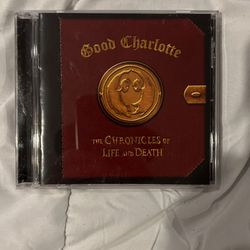 Good Charlotte
THE CHRONICLES OF
LIFE AND DEATH